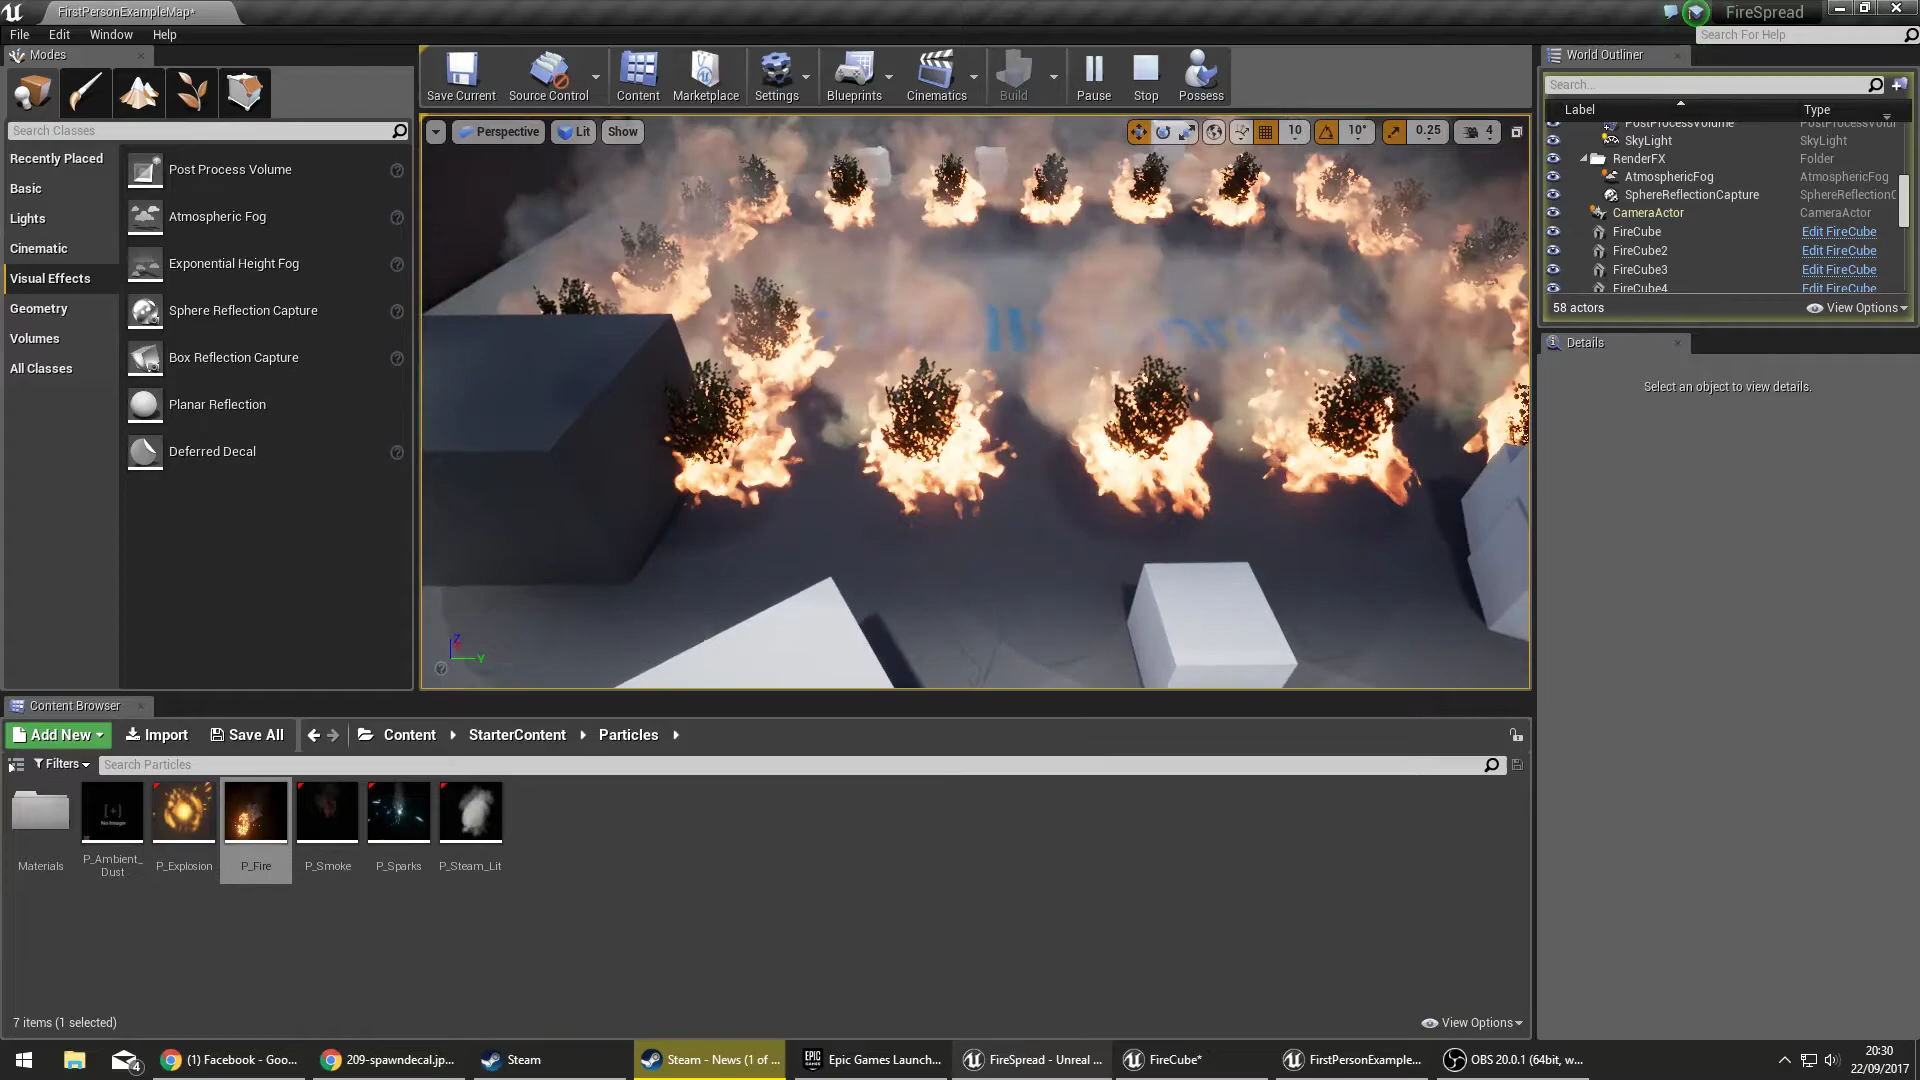 FirstPersonExampleMap*
FireSpread
File Edit Window Help
Search For Help
Modes
Search Classes
Recently Placed
Basic
Lights
Cinematic
Visual Effects
Geometry
Volumes
All Classes
Post Process Volume
Atmospheric Fog
Exponential Height Fog
Sphere Reflection Capture
Box Reflection Capture
Planar Reflection
Deferred Decal
Save Current
Source Control
Content
Marketplace
Settings
Blueprints
Cinematics
Build
Pause
Stop
Possess
Perspective
Lit
Show
10
10°
0.25
4
Z
Y
World Outliner
Search...
Label Type
PostProcessVolume
SkyLight SkyLight
RenderFX Folder
AtmosphericFog AtmosphericFog
SphereReflectionCapture SphereReflectionC
CameraActor CameraActor
FireCube Edit FireCube
FireCube2 Edit FireCube
FireCube3 Edit FireCube
FireCube4 Edit FireCube
58 actors
View Options
Details
Select an object to view details.
Content Browser
Add New
Import
Save All
Content
StarterContent
Particles
Filters
Search Particles
Materials
P_Ambient_
Dust
P_Explosion
P_Fire
P_Smoke
P_Sparks
P_Steam_Lit
7 items (1 selected)
View Options
4
(1) Facebook - Goo...
209-spawndecal.jp...
Steam
Steam - News (1 of ...
EPIC
GAMES
Epic Games Launch...
FireSpread - Unreal ...
FireCube*
FirstPersonExample...
OBS 20.0.1 (64bit, w...
20:30
22/09/2017